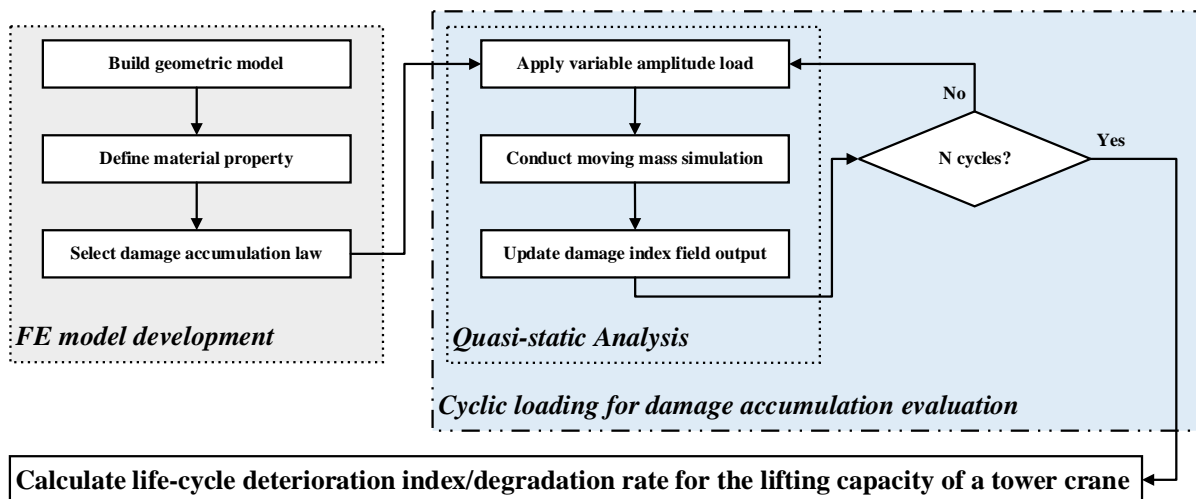 Build geometric model
Define material property
Select damage accumulation law
FE model development
Apply variable amplitude load
Conduct moving mass simulation
Update damage index field output
Quasi-static Analysis
No
N cycles?
Yes
Cyclic loading for damage accumulation evaluation
Calculate life-cycle deterioration index/degradation rate for the lifting capacity of a tower crane